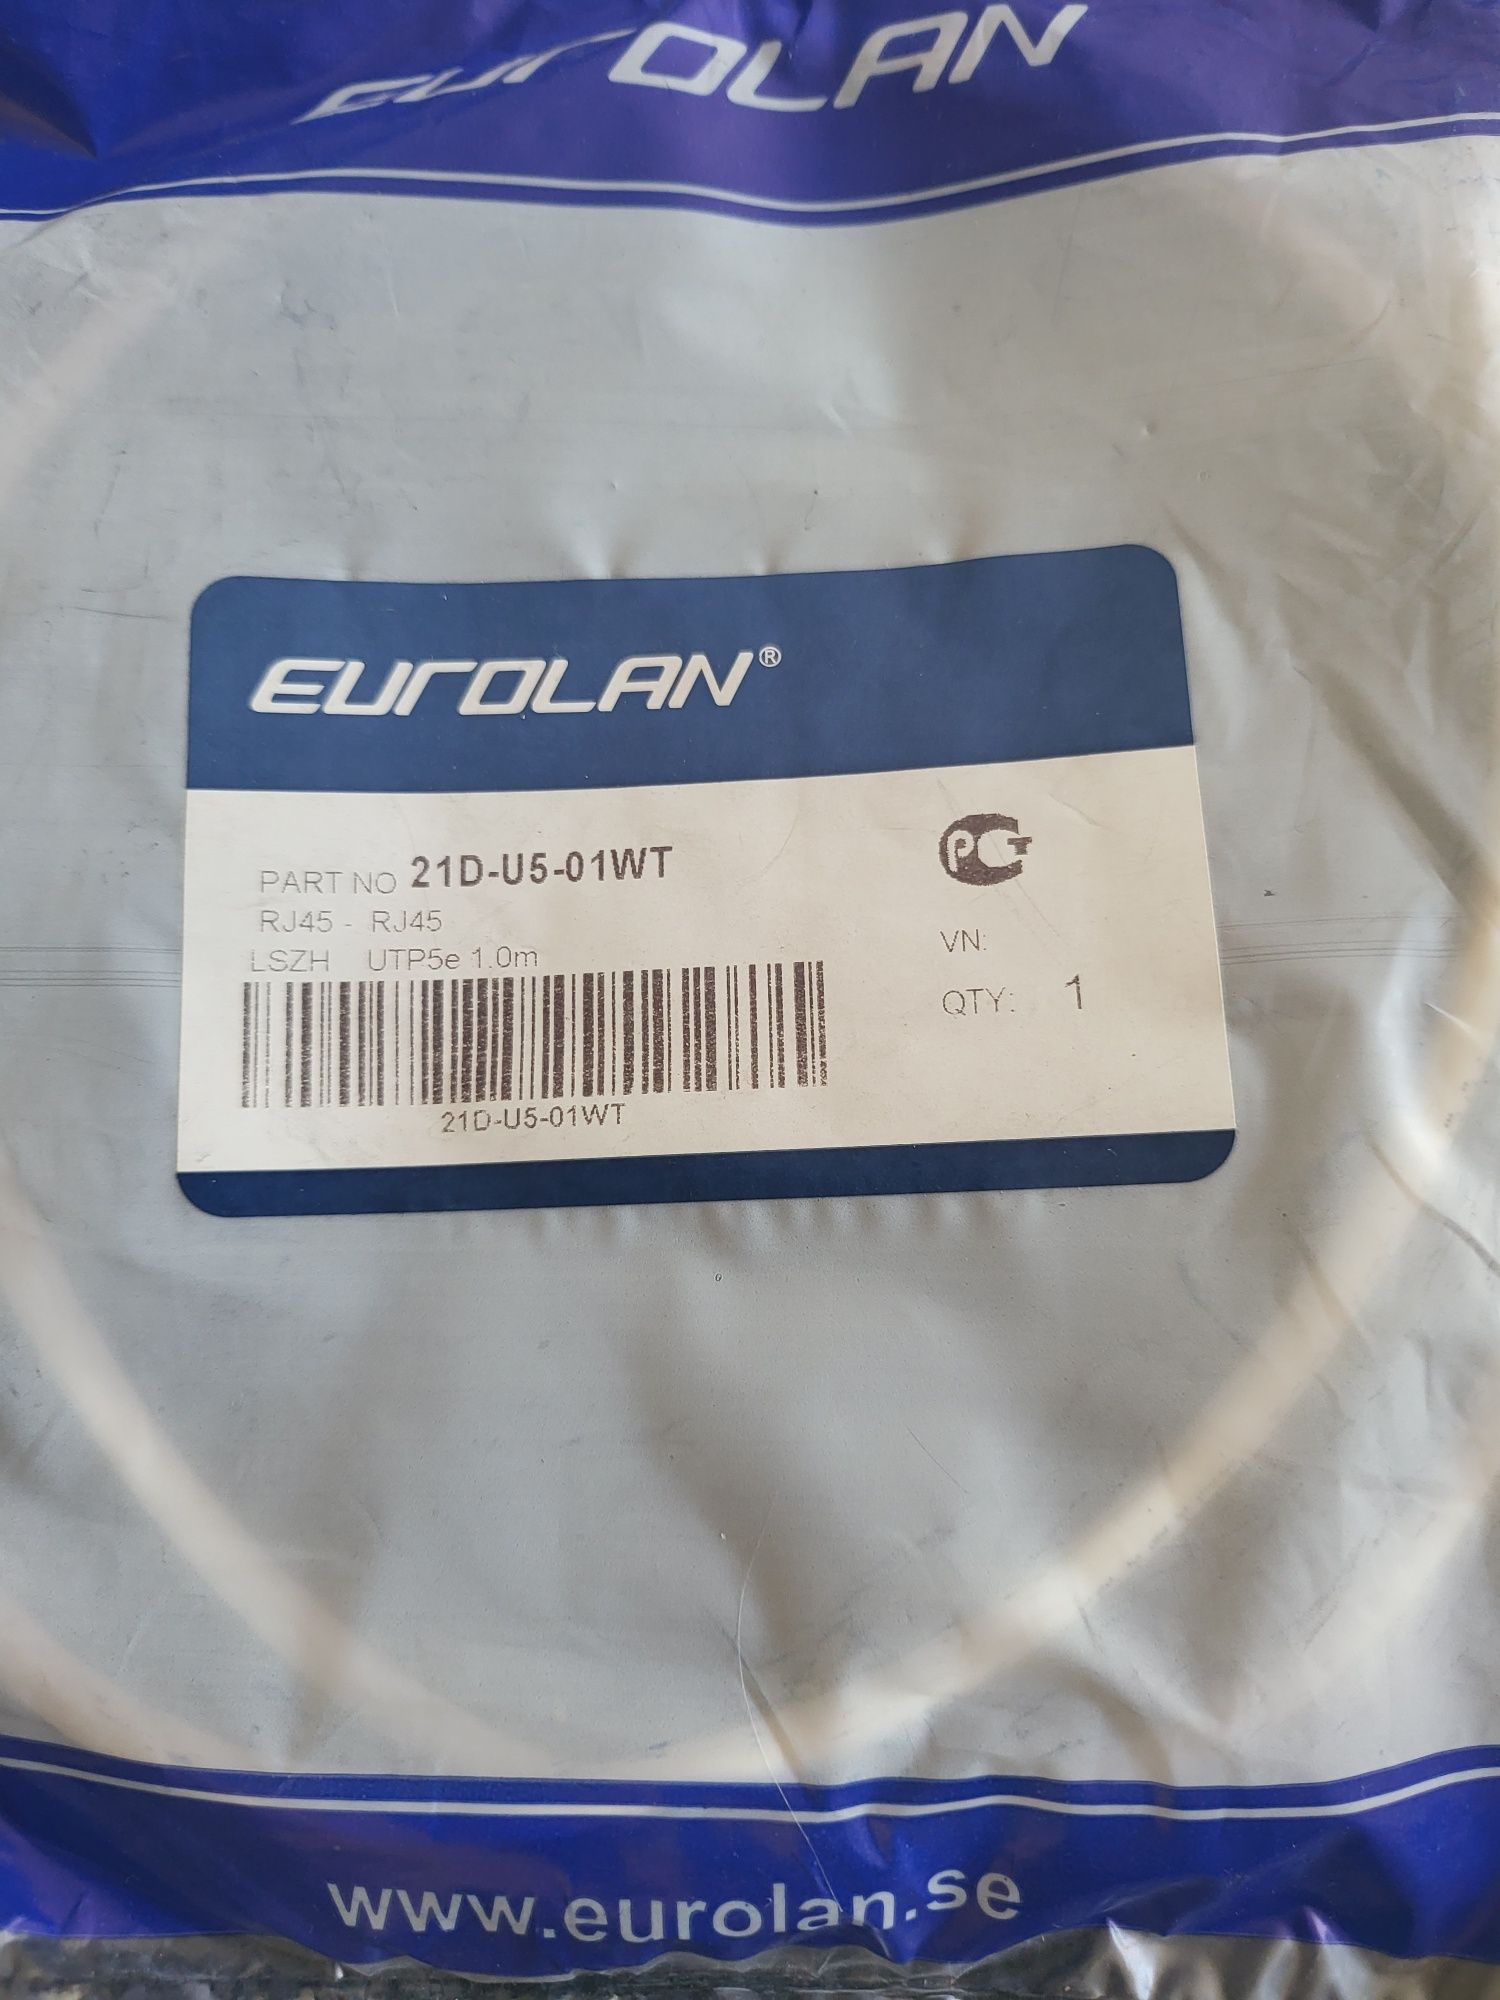 EUROLAN
EUROLAN®
PART NO 21D-U5-01WT
RJ45 - RJ45
LSZH UTP5e 1.0m
21D-U5-01WT
РСТ
VN:
QTY: 1
www.eurolan.se